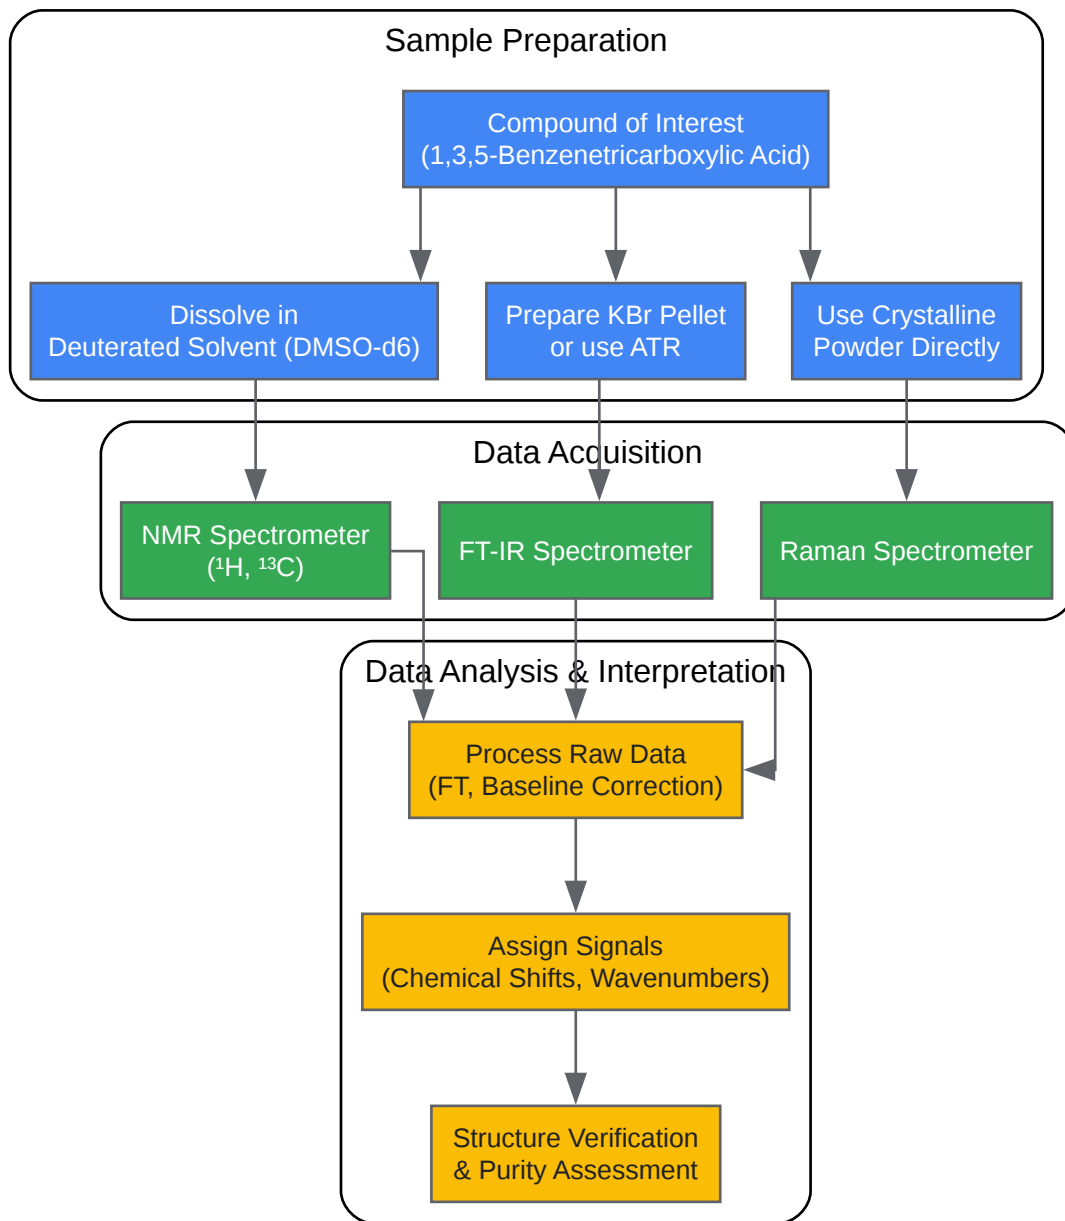 Sample Preparation
Compound of Interest
(1,3,5-Benzenetricarboxylic Acid)
Dissolve in
Deuterated Solvent (DMSO-d6)
Prepare KBr Pellet
or use ATR
Use Crystalline
Powder Directly
Data Acquisition
NMR Spectrometer
(¹H, ¹³C)
FT-IR Spectrometer
Raman Spectrometer
Data Analysis & Interpretation
Process Raw Data
(FT, Baseline Correction)
Assign Signals
(Chemical Shifts, Wavenumbers)
Structure Verification
& Purity Assessment